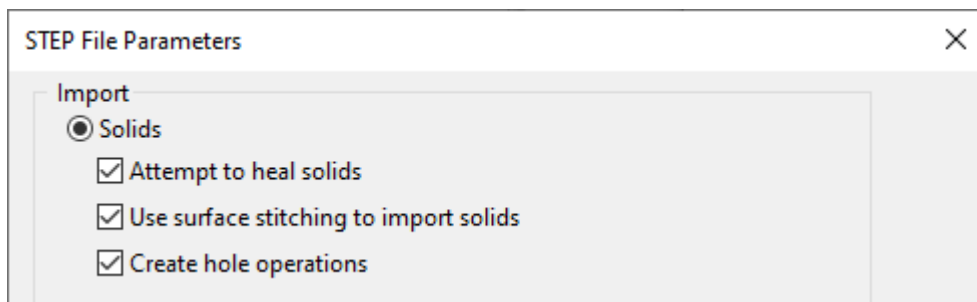 STEP File Parameters
Import
Solids
Attempt to heal solids
Use surface stitching to import solids
Create hole operations